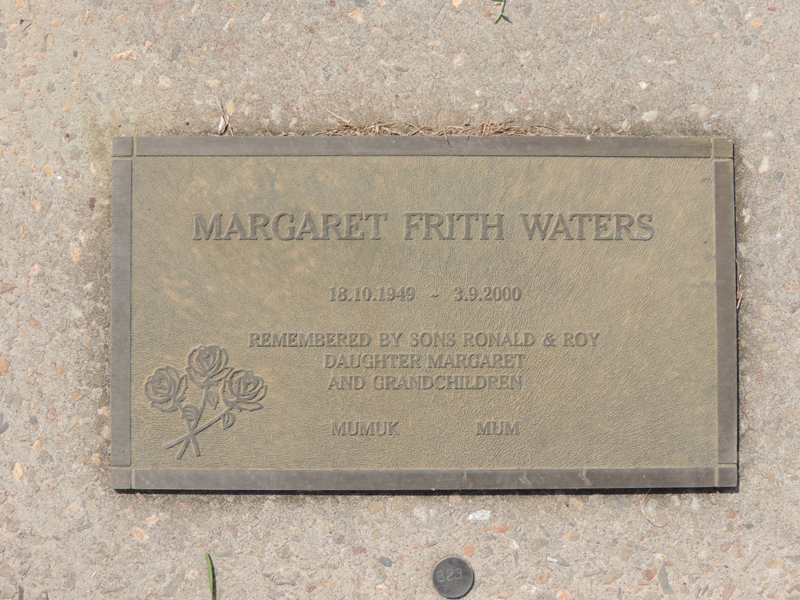 MARGARET FRITH WATERS
18.10.1949 ~ 3.9.2000
REMEMBERED BY SONS RONALD & ROY
DAUGHTER MARGARET
AND GRANDCHILDREN
MUMUK MUM
323